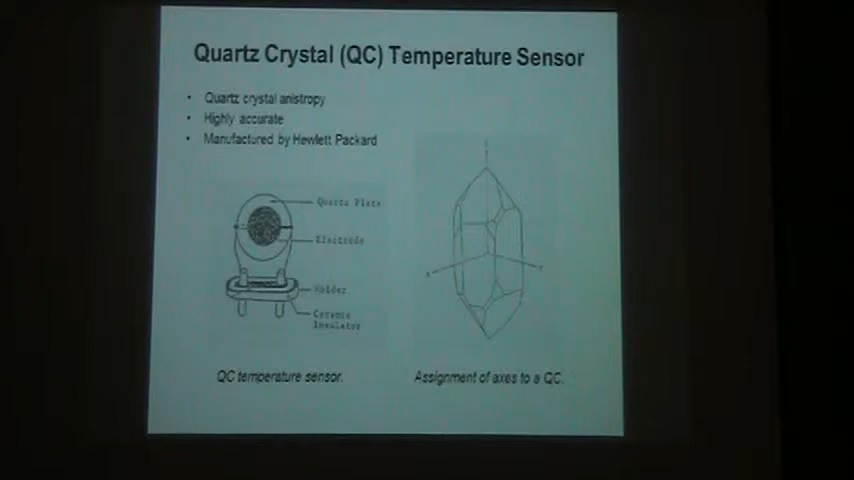 Quartz Crystal (QC) Temperature Sensor
• Quartz crystal anistropy
• Highly accurate
• Manufactured by Hewlett Packard
Quartz Plate
Electrode
Holder
Ceramic
Insulator
QC temperature sensor.
Assignment of axes to a QC.